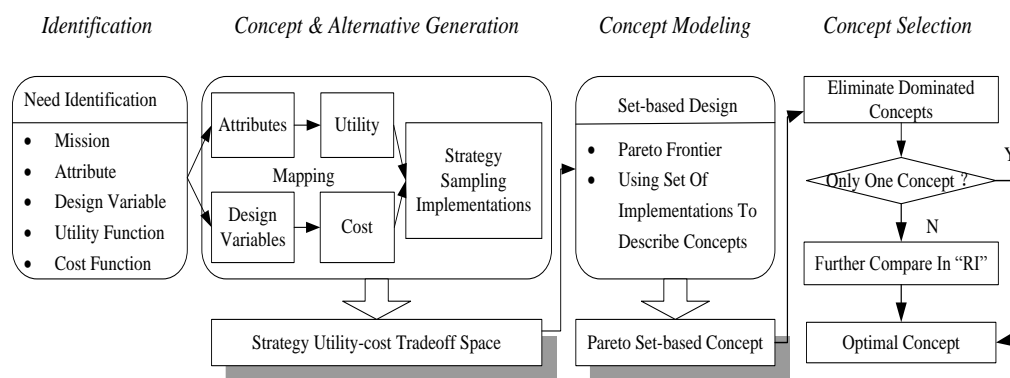 Identification
Concept & Alternative Generation
Concept Modeling
Concept Selection
Need Identification
• Mission
• Attribute
• Design Variable
• Utility Function
• Cost Function
Attributes
Utility
Mapping
Design
Variables
Cost
Strategy
Sampling
Implementations
Strategy Utility-cost Tradeoff Space
Set-based Design
• Pareto Frontier
• Using Set Of
Implementations To
Describe Concepts
Pareto Set-based Concept
Eliminate Dominated
Concepts
Only One Concept ?
Y
N
Further Compare In “RI”
Optimal Concept